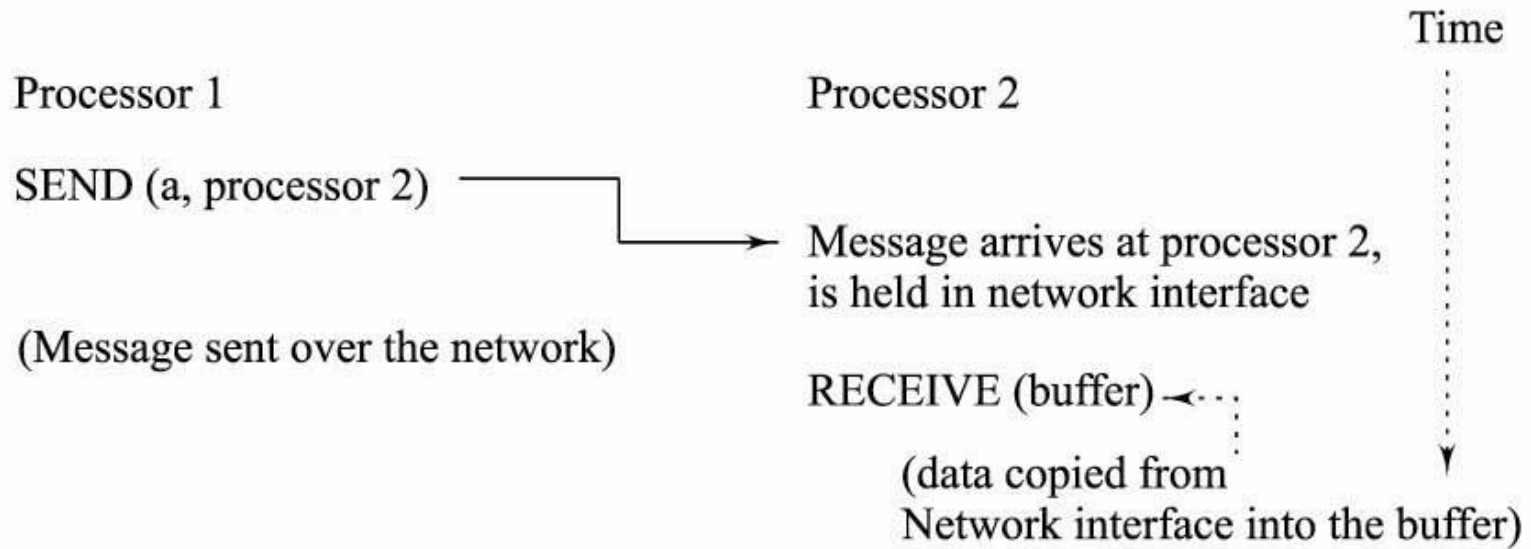 Time
Processor 1
Processor 2
SEND (a, processor 2)
Message arrives at processor 2,
is held in network interface
(Message sent over the network)
RECEIVE (buffer)
(data copied from
Network interface into the buffer)